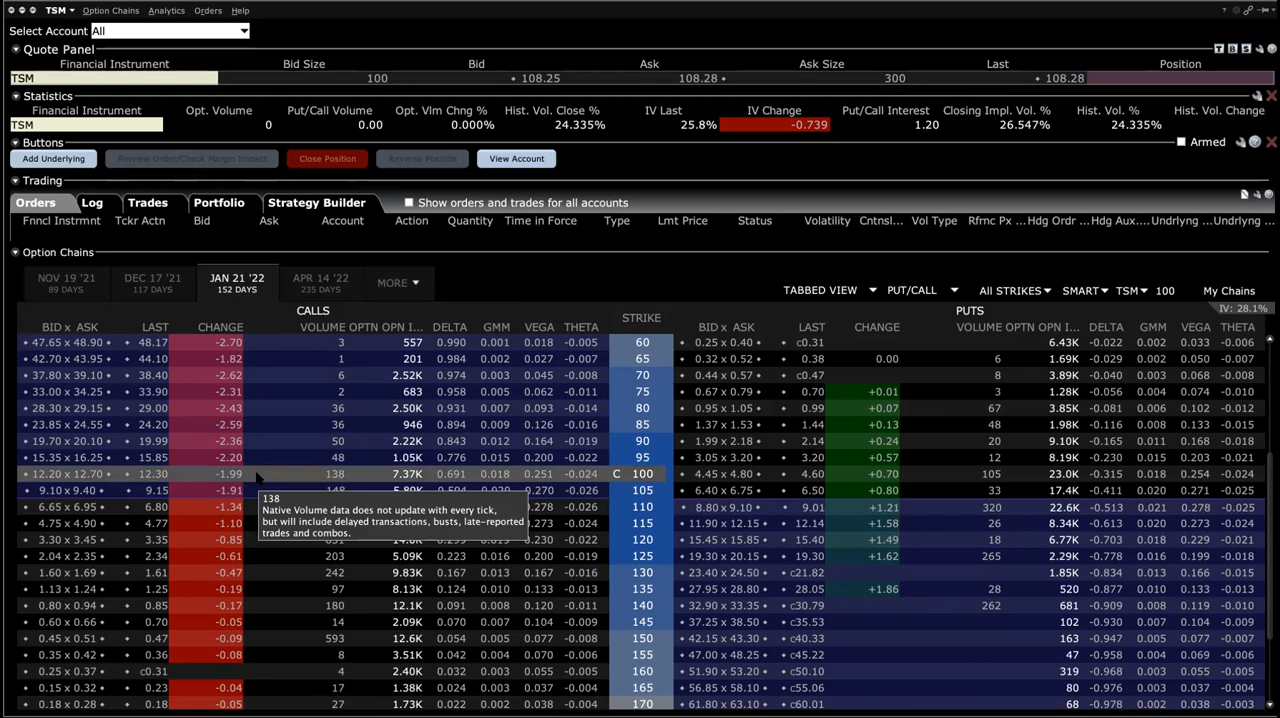 TSM Option Chains Analytics Orders Help
Select Account All
Quote Panel
Financial Instrument Bid Size Bid Ask Ask Size Last Position
TSM 100 108.25 108.28 300 108.28
Statistics
Financial Instrument Opt. Volume Put/Call Volume Opt. Vlm Chng % Hist. Vol. Close % IV Last IV Change Put/Call Interest Closing Impl. Vol. % Hist. Vol. % Hist. Vol. Change
TSM 0 0.00 0.000% 24.335% 25.8% -0.739 1.20 26.547% 24.335%
Buttons Armed
Add Underlying Preview Order/Check Margin Impact Close Position Reverse Position View Account
Trading
Orders Log Trades Portfolio Strategy Builder Show orders and trades for all accounts
Fnncl Instrmnt Tckr Actn Bid Ask Account Action Quantity Time in Force Type Lmt Price Status Volatility Cntnsl... Vol Type Rfrnc Px ... Hdg Ordr ... Hdg Aux.... Undrlyng ... Undrlyng ...
Option Chains
NOV 19 '21 DEC 17 '21 JAN 21 '22 APR 14 '22 MORE
89 DAYS 117 DAYS 152 DAYS 235 DAYS
TABBED VIEW PUT/CALL All STRIKES SMART TSM 100 My Chains
CALLS STRIKE PUTS IV: 28.1%
BID x ASK LAST CHANGE VOLUME OPTN OPN I... DELTA GMM VEGA THETA BID x ASK LAST CHANGE VOLUME OPTN OPN I... DELTA GMM VEGA THETA
47.65 x 48.90 48.17 -2.70 3 557 0.990 0.001 0.018 -0.005 60 0.25 x 0.40 c0.31 6.43K -0.022 0.002 0.033 -0.006
42.70 x 43.95 44.10 -1.82 1 201 0.984 0.002 0.027 -0.007 65 0.32 x 0.52 0.38 0.00 6 1.69K -0.029 0.002 0.050 -0.007
37.80 x 39.10 38.40 -2.62 6 2.52K 0.974 0.003 0.045 -0.008 70 0.44 x 0.57 c0.47 8 3.89K -0.040 0.003 0.068 -0.008
33.00 x 34.25 33.93 -2.31 2 683 0.958 0.005 0.062 -0.011 75 0.67 x 0.79 0.70 +0.01 3 1.28K -0.056 0.004 0.086 -0.010
28.30 x 29.15 29.00 -2.43 36 2.50K 0.931 0.007 0.093 -0.014 80 0.95 x 1.05 0.99 +0.07 67 3.85K -0.081 0.006 0.102 -0.012
23.85 x 24.55 24.20 -2.59 36 946 0.894 0.009 0.127 -0.016 85 1.37 x 1.53 1.44 +0.13 48 4.63K -0.115 0.008 0.134 -0.015
19.70 x 20.10 19.99 -2.36 50 2.22K 0.843 0.012 0.164 -0.019 90 1.99 x 2.18 2.14 +0.24 20 9.10K -0.165 0.011 0.168 -0.018
15.35 x 16.25 15.85 -2.20 48 1.05K 0.776 0.015 0.200 -0.022 95 3.05 x 3.20 3.20 +0.57 12 8.19K -0.234 0.015 0.203 -0.020
12.20 x 12.70 12.30 -1.99 138 7.37K 0.691 0.018 0.251 -0.024 C 100 4.45 x 4.80 4.60 +0.70 105 23.0K -0.315 0.018 0.235 -0.022
9.10 x 9.40 9.15 -1.91 0.270 -0.026 105 6.40 x 6.75 6.50 +0.80 33 17.4K -0.411 0.020 0.271 -0.023
138
Native Volume data does not update with every tick,
but will include delayed transactions, busts, late-reported
trades and combos.
6.65 x 6.95 6.80 -1.34 0.278 -0.026 110 8.80 x 9.10 9.01 +1.21 320 22.6K -0.511 0.021 0.272 -0.023
4.75 x 4.90 4.77 -1.10 0.273 -0.025 115 11.90 x 12.15 12.14 +1.58 26 8.34K -0.613 0.020 0.256 -0.022
3.30 x 3.45 3.35 -0.85 -0.022 120 15.45 x 15.85 15.40 +1.49 18 6.77K -0.703 0.018 0.229 -0.021
2.04 x 2.35 2.34 -0.61 203 5.09K 0.223 0.016 0.200 -0.019 125 19.30 x 20.15 19.30 +1.62 265 2.29K -0.778 0.016 0.199 -0.018
1.60 x 1.69 1.61 -0.47 242 9.83K 0.167 0.013 0.167 -0.016 130 23.40 x 24.50 c21.82 1.85K -0.834 0.013 0.166 -0.015
1.13 x 1.24 1.25 -0.19 97 8.13K 0.124 0.010 0.133 -0.013 135 27.95 x 28.80 28.05 +1.86 28 520 -0.877 0.010 0.133 -0.013
0.80 x 0.94 0.85 -0.17 180 12.1K 0.091 0.008 0.120 -0.011 140 32.90 x 33.35 c30.79 262 681 -0.909 0.009 0.119 -0.010
0.60 x 0.66 0.70 -0.05 14 2.09K 0.070 0.007 0.104 -0.009 145 37.25 x 38.50 c35.53 102 -0.929 0.007 0.104 -0.009
0.45 x 0.51 0.47 -0.09 593 12.6K 0.054 0.005 0.077 -0.008 150 42.15 x 43.30 c40.33 163 -0.947 0.005 0.077 -0.007
0.35 x 0.42 0.36 -0.08 8 3.51K 0.042 0.004 0.069 -0.006 155 47.00 x 48.25 c45.22 47 -0.958 0.004 0.069 -0.006
0.25 x 0.37 c0.31 4 2.40K 0.032 0.003 0.055 -0.005 160 51.90 x 53.20 c50.10 319 -0.968 0.003 0.055 -0.005
0.15 x 0.32 0.23 -0.04 17 1.38K 0.024 0.003 0.037 -0.004 165 56.85 x 58.10 c55.06 80 -0.976 0.003 0.037 -0.003
0.18 x 0.28 0.18 -0.05 27 1.73K 0.022 0.002 0.034 -0.004 170 61.80 x 63.10 c60.01 68 -0.978 0.002 0.034 -0.003